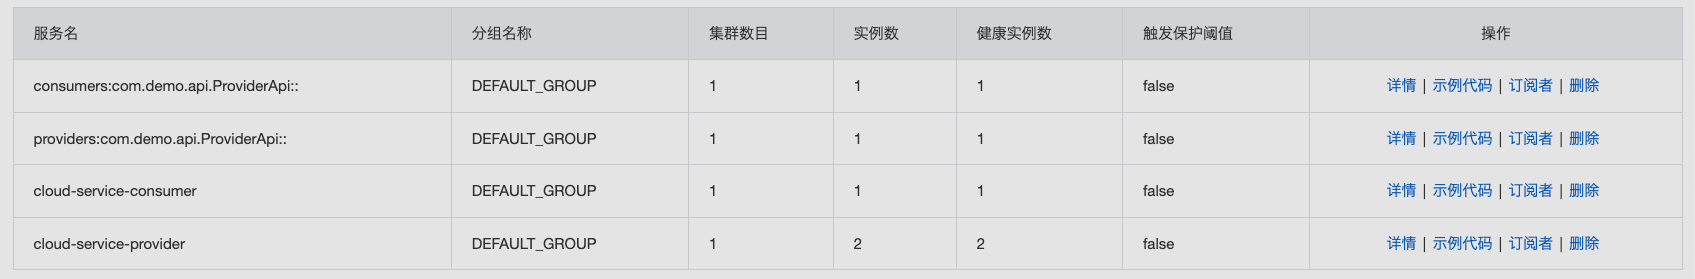 服务名 分组名称 集群数目 实例数 健康实例数 触发保护阈值 操作
consumers:com.demo.api.ProviderApi:: DEFAULT_GROUP 1 1 1 false 详情 | 示例代码 | 订阅者 | 删除
providers:com.demo.api.ProviderApi:: DEFAULT_GROUP 1 1 1 false 详情 | 示例代码 | 订阅者 | 删除
cloud-service-consumer DEFAULT_GROUP 1 1 1 false 详情 | 示例代码 | 订阅者 | 删除
cloud-service-provider DEFAULT_GROUP 1 2 2 false 详情 | 示例代码 | 订阅者 | 删除